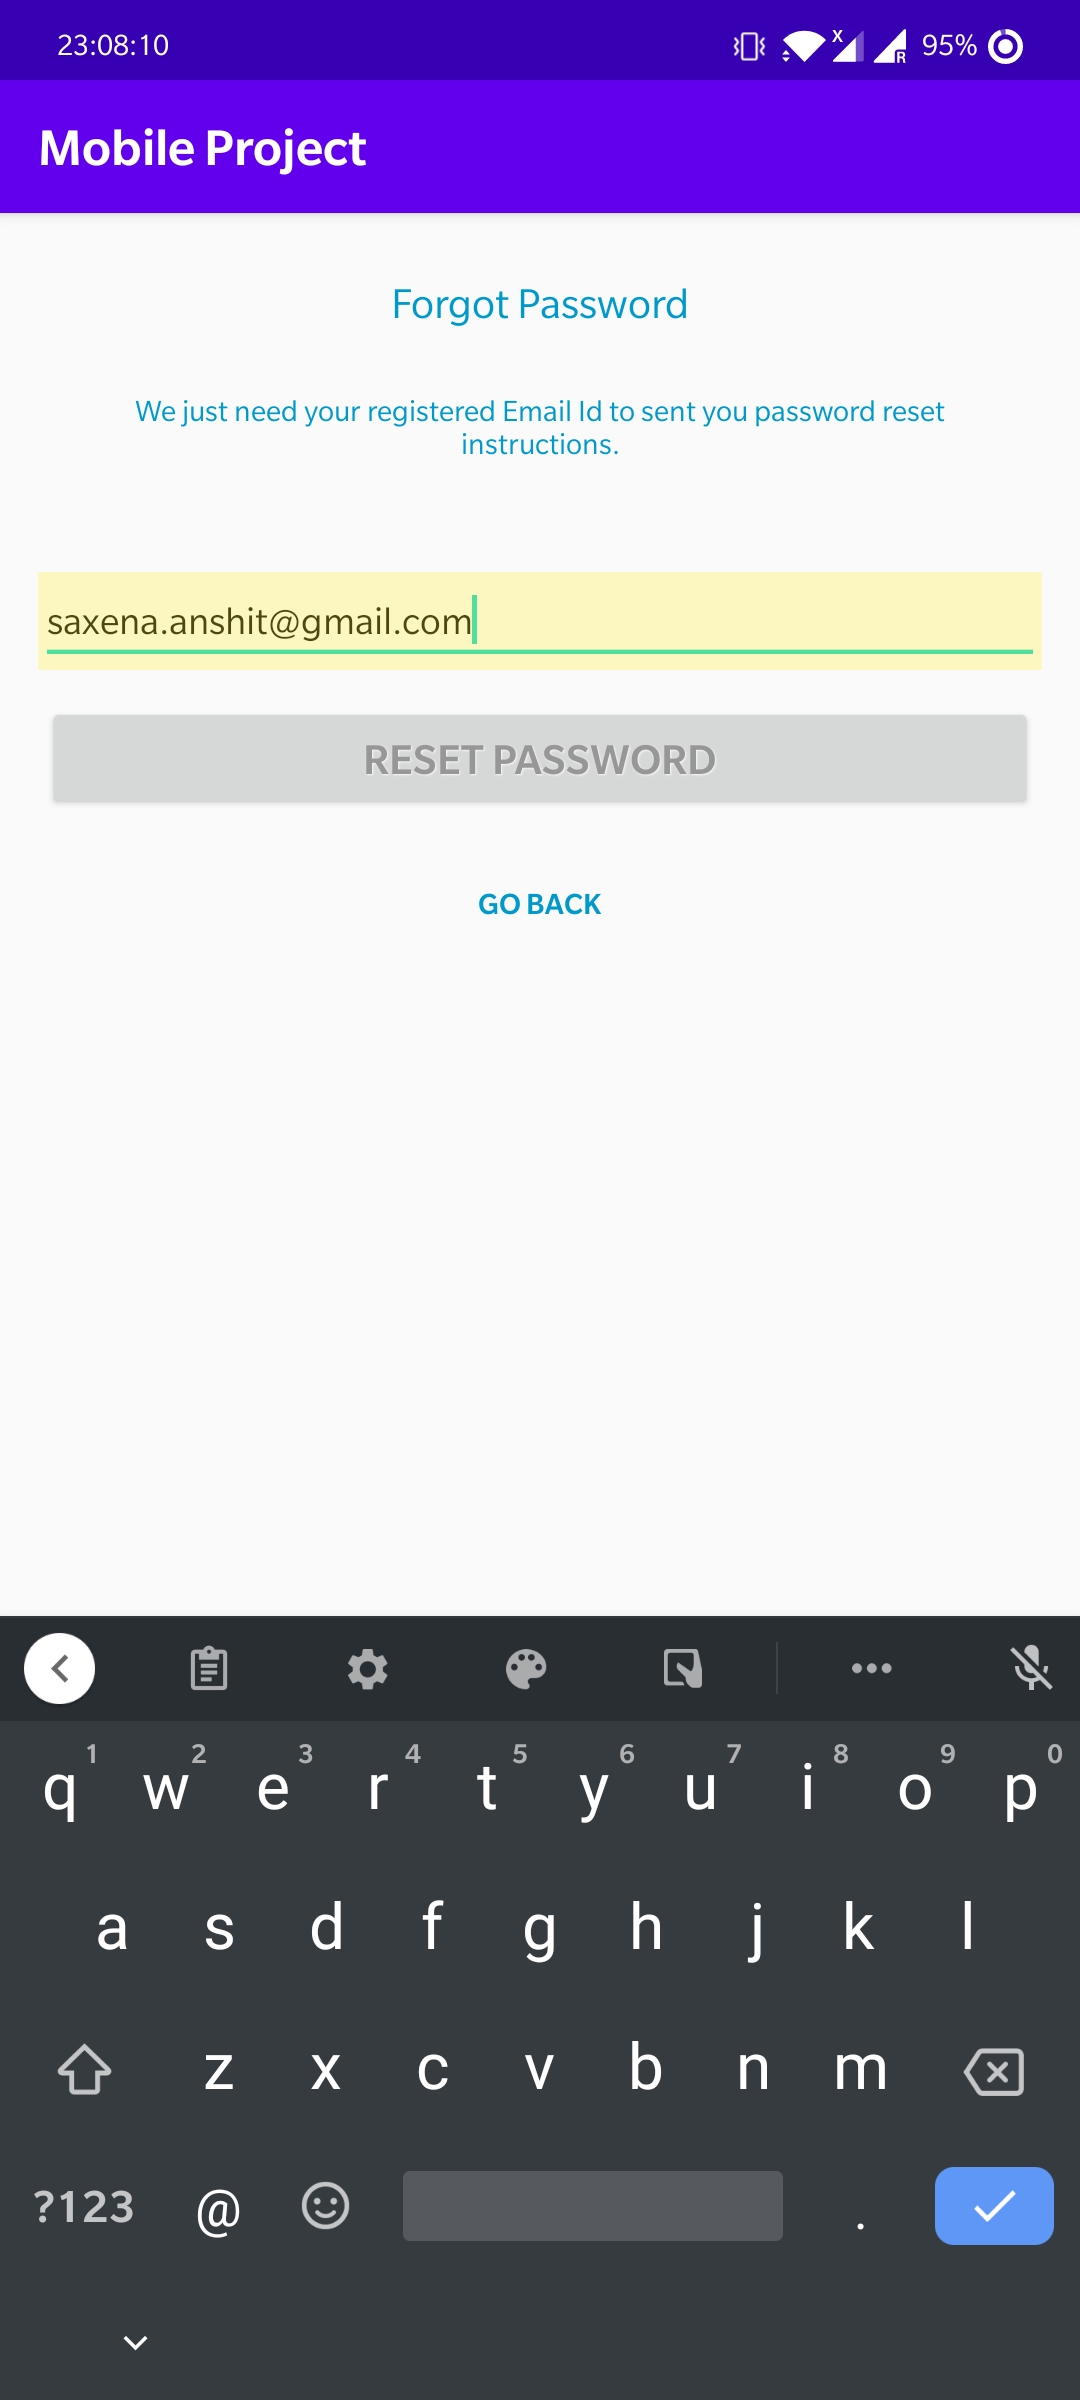 23:08:10 X R 95%
Mobile Project
Forgot Password
We just need your registered Email Id to sent you password reset
instructions.
saxena.anshit@gmail.com
RESET PASSWORD
GO BACK
1 2 3 4 5 6 7 8 9 0
q w e r t y u i o p
a s d f g h j k l
z x c v b n m
?123 @ .